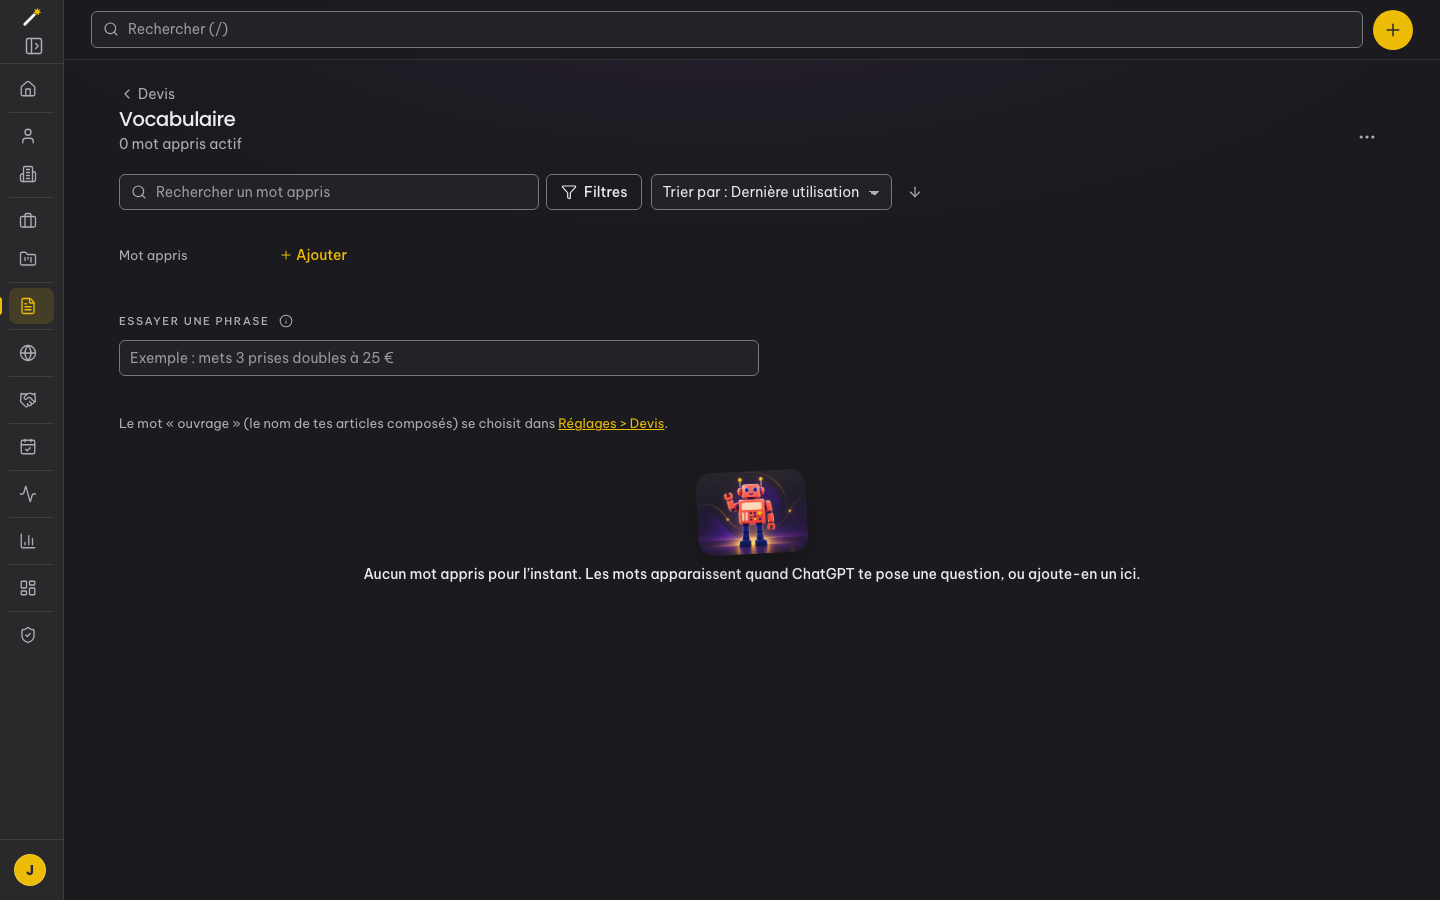 Rechercher (/)
Devis
Vocabulaire
0 mot appris actif
Rechercher un mot appris
Filtres
Trier par : Dernière utilisation
Mot appris
+ Ajouter
ESSAYER UNE PHRASE
Exemple : mets 3 prises doubles à 25 €
Le mot « ouvrage » (le nom de tes articles composés) se choisit dans Réglages > Devis.
Aucun mot appris pour l’instant. Les mots apparaissent quand ChatGPT te pose une question, ou ajoute-en un ici.
J